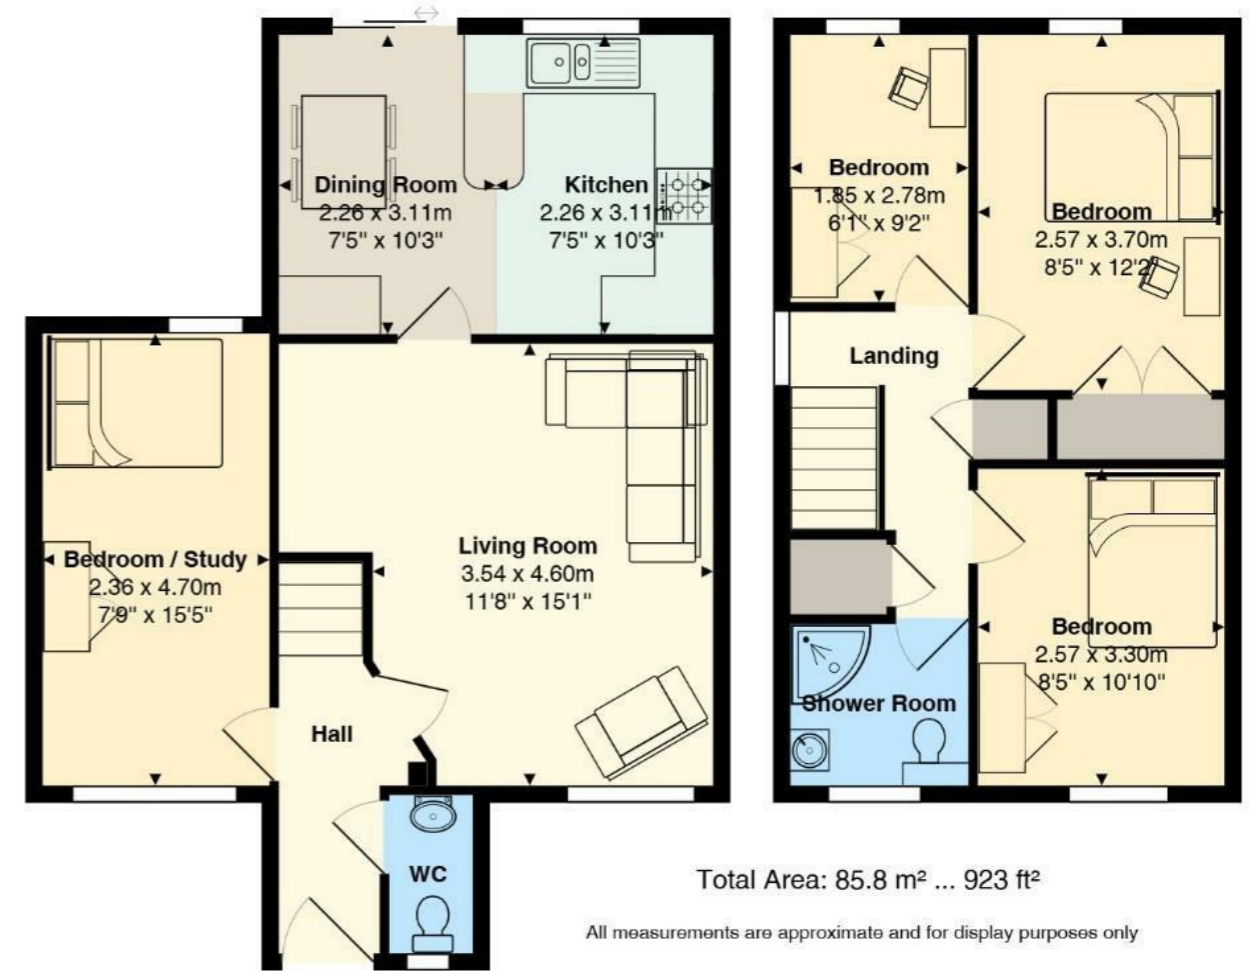 Dining Room
2.26 x 3.11m
7'5" x 10'3"
Kitchen
2.26 x 3.11m
7'5" x 10'3"
Bedroom
1.85 x 2.78m
6'1" x 9'2"
Bedroom
2.57 x 3.70m
8'5" x 12'2"
Landing
Bedroom / Study
2.36 x 4.70m
7'9" x 15'5"
Living Room
3.54 x 4.60m
11'8" x 15'1"
Bedroom
2.57 x 3.30m
8'5" x 10'10"
Shower Room
Hall
WC
Total Area: 85.8 m² ... 923 ft²
All measurements are approximate and for display purposes only